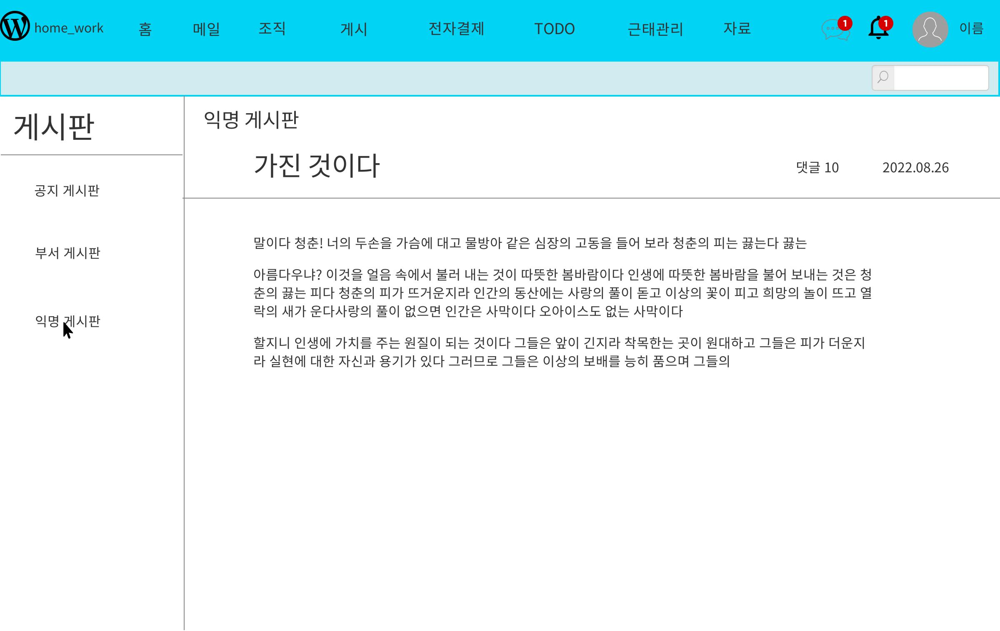 home_work 홈 메일 조직 게시 전자결제 TODO 근태관리 자료 1 1 이름
게시판
공지 게시판
부서 게시판
익명 게시판
익명 게시판
가진 것이다 댓글 10 2022.08.26
말이다 청춘! 너의 두손을 가슴에 대고 물방아 같은 심장의 고동을 들어 보라 청춘의 피는 끓는다 끓는
아름다우냐? 이것을 얼음 속에서 불러 내는 것이 따뜻한 봄바람이다 인생에 따뜻한 봄바람을 불어 보내는 것은 청
춘의 끓는 피다 청춘의 피가 뜨거운지라 인간의 동산에는 사랑의 풀이 돋고 이상의 꽃이 피고 희망의 놀이 뜨고 열
락의 새가 운다사랑의 풀이 없으면 인간은 사막이다 오아이스도 없는 사막이다
할지니 인생에 가치를 주는 원질이 되는 것이다 그들은 앞이 긴지라 착목한는 곳이 원대하고 그들은 피가 더운지
라 실현에 대한 자신과 용기가 있다 그러므로 그들은 이상의 보배를 능히 품으며 그들의